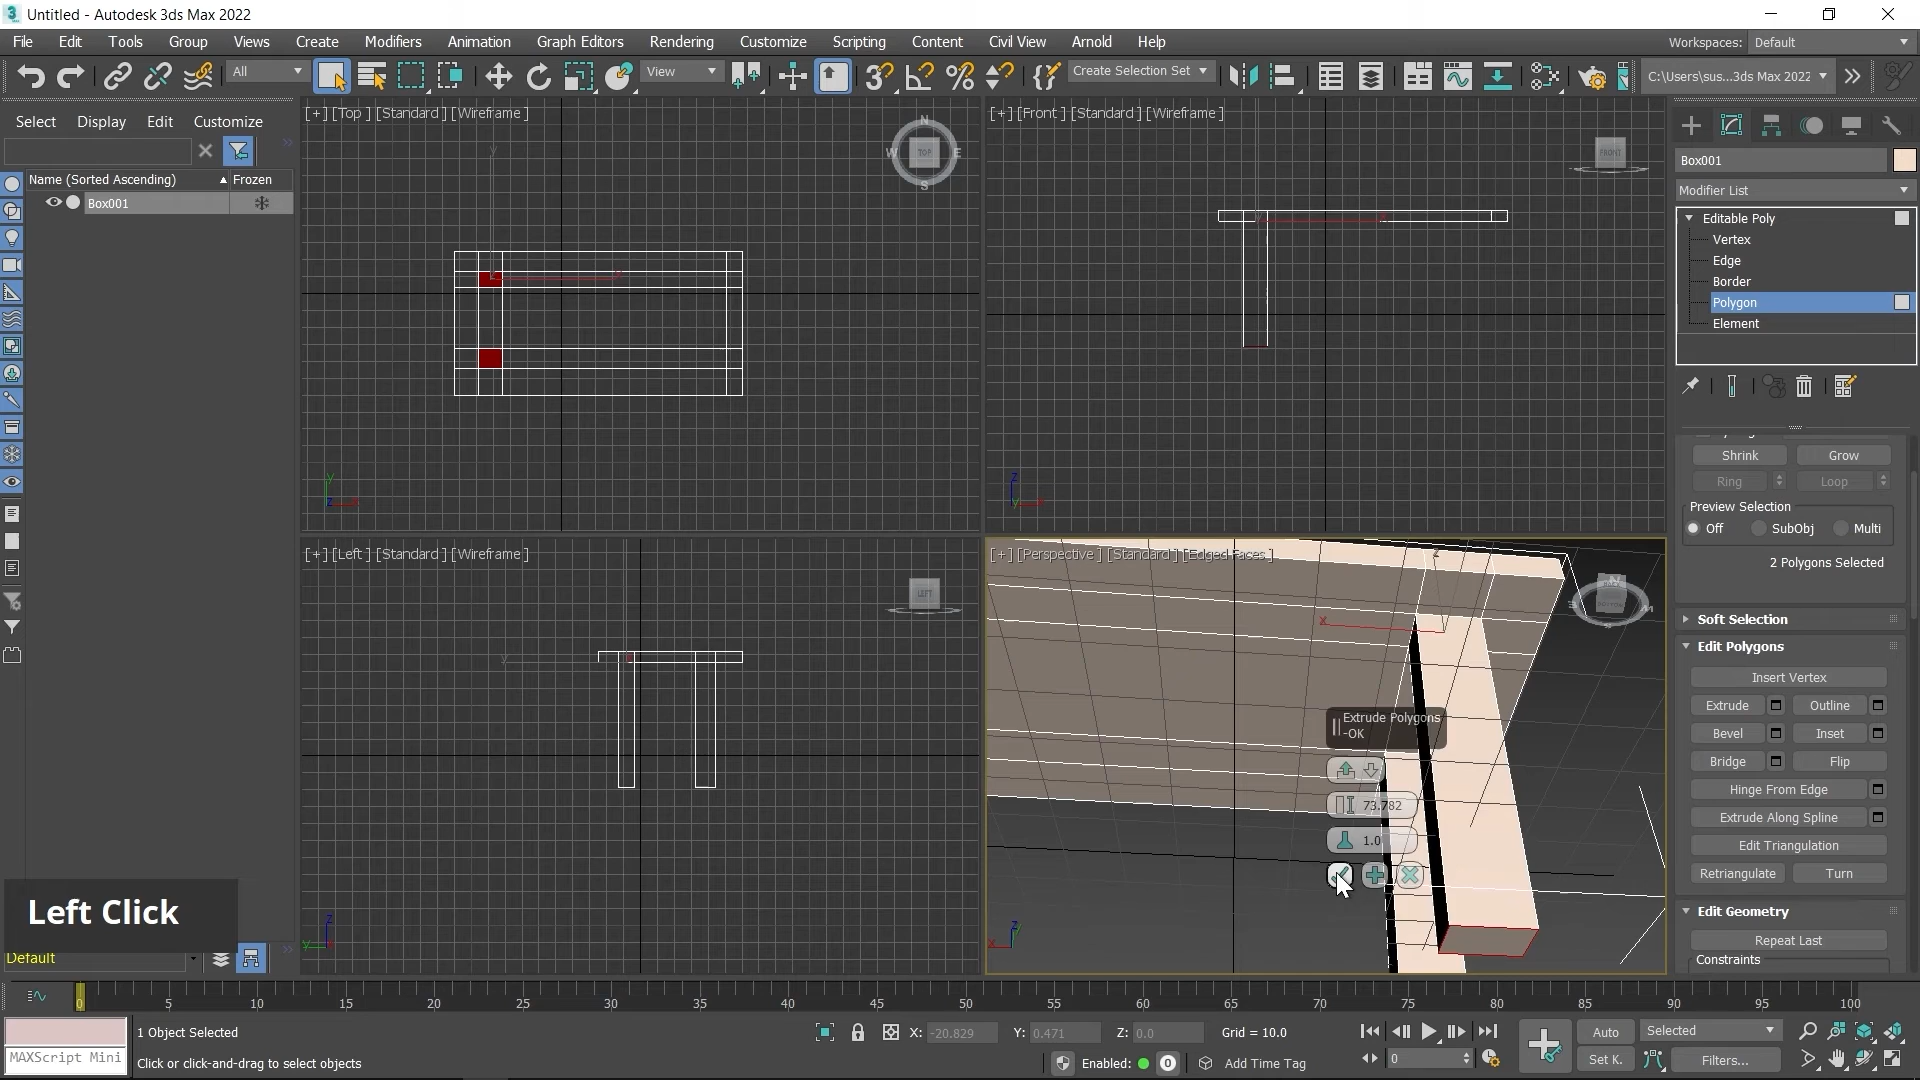 Untitled - Autodesk 3ds Max 2022
File Edit Tools Group Views Create Modifiers Animation Graph Editors Rendering Customize Scripting Content Civil View Arnold Help
Workspaces: Default
All
View
Create Selection Set
C:\Users\sus...3ds Max 2022
Select Display Edit Customize
Name (Sorted Ascending) Frozen
Box001
[+] [Top ] [Standard ] [Wireframe ]
N
W TOP E
S
y
x
z
[+] [Front ] [Standard ] [Wireframe ]
FRONT
[+] [Left ] [Standard ] [Wireframe ]
LEFT
[+] [Perspective ] [Standard ] [Edged Faces ]
Extrude Polygons
-OK
73.782
1.0
Box001
Modifier List
Editable Poly
Vertex
Edge
Border
Polygon
Element
Shrink Grow
Ring Loop
Preview Selection
Off SubObj Multi
2 Polygons Selected
Soft Selection
Edit Polygons
Insert Vertex
Extrude Outline
Bevel Inset
Bridge Flip
Hinge From Edge
Extrude Along Spline
Edit Triangulation
Retriangulate Turn
Edit Geometry
Repeat Last
Constraints
Left Click
Default
0 5 10 15 20 25 30 35 40 45 50 55 60 65 70 75 80 85 90 95 100
1 Object Selected
X: -20.829 Y: 0.471 Z: 0.0 Grid = 10.0
Auto Selected
MAXScript Mini
Click or click-and-drag to select objects
Enabled: 0 Add Time Tag
0
Set K. Filters...